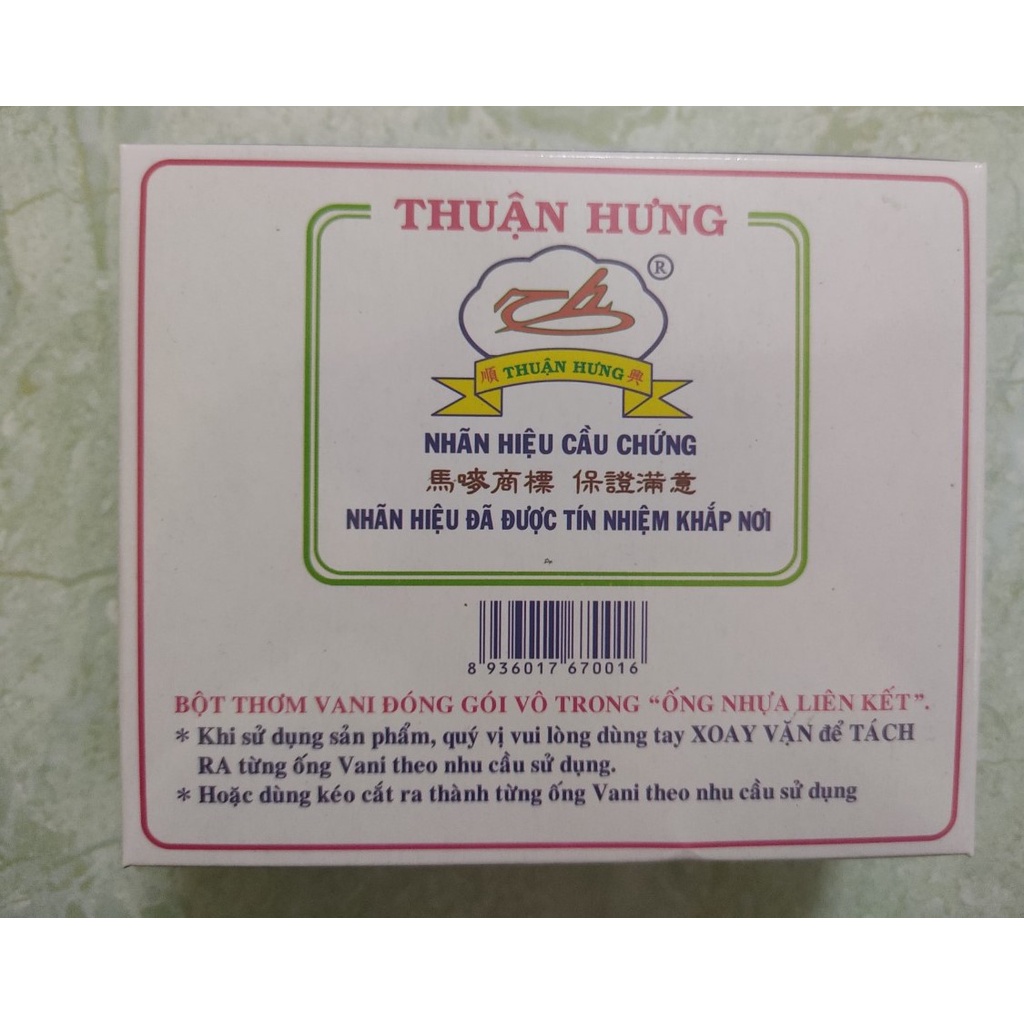 THUẬN HƯNG
®
th
順 THUẬN HƯNG 興
NHÃN HIỆU CẦU CHỨNG
馬嘜商標 保證滿意
NHÃN HIỆU ĐÃ ĐƯỢC TÍN NHIỆM KHẮP NƠI
8 936017 670016
BỘT THƠM VANI ĐÓNG GÓI VÔ TRONG “ỐNG NHỰA LIÊN KẾT”.
* Khi sử dụng sản phẩm, quý vị vui lòng dùng tay XOAY VẶN để TÁCH
RA từng ống Vani theo nhu cầu sử dụng.
* Hoặc dùng kéo cắt ra thành từng ống Vani theo nhu cầu sử dụng